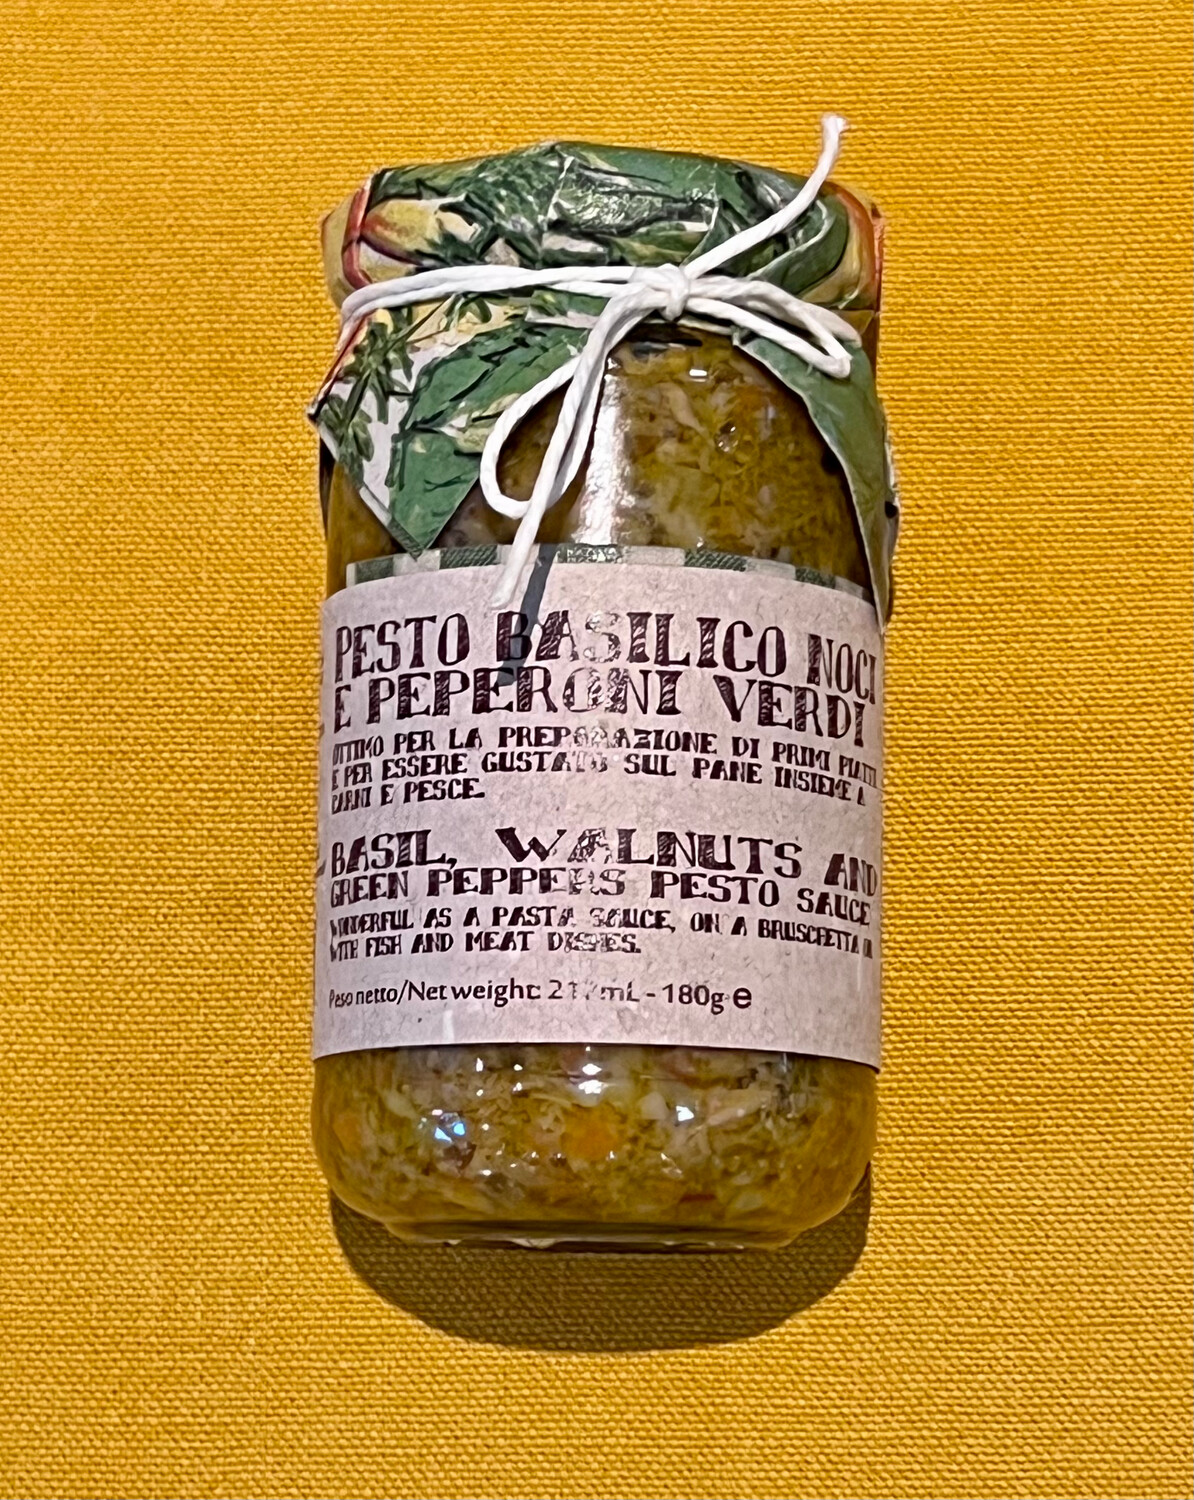 PESTO BASILICO NOCI
E PEPERONI VERDI
OTTIMO PER LA PREPARAZIONE DI PRIMI PIATTI
E PER ESSERE GUSTATO SUL PANE INSIEME A
CARNI E PESCE.
BASIL, WALNUTS AND
GREEN PEPPERS PESTO SAUCE
WONDERFUL AS A PASTA SAUCE, ON A BRUSCHETTA OR
WITH FISH AND MEAT DISHES.
Peso netto/Net weight: 217mL - 180g e